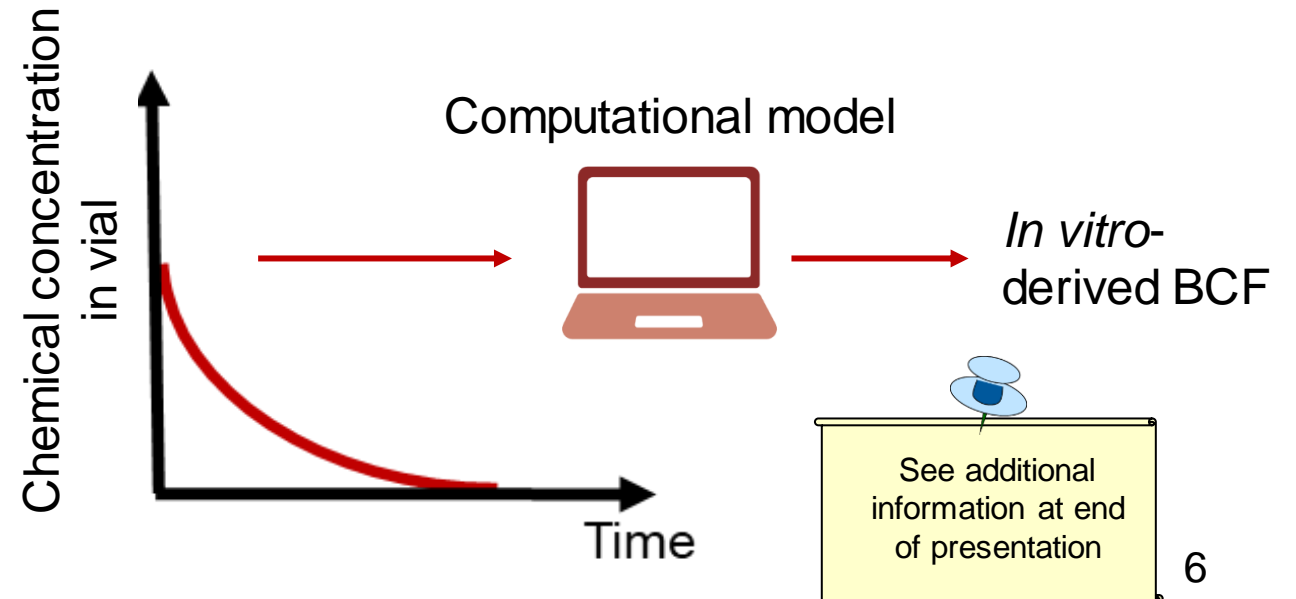 Chemical concentration
in vial
Computational model
In vitro-
derived BCF
Time
See additional
information at end
of presentation
6